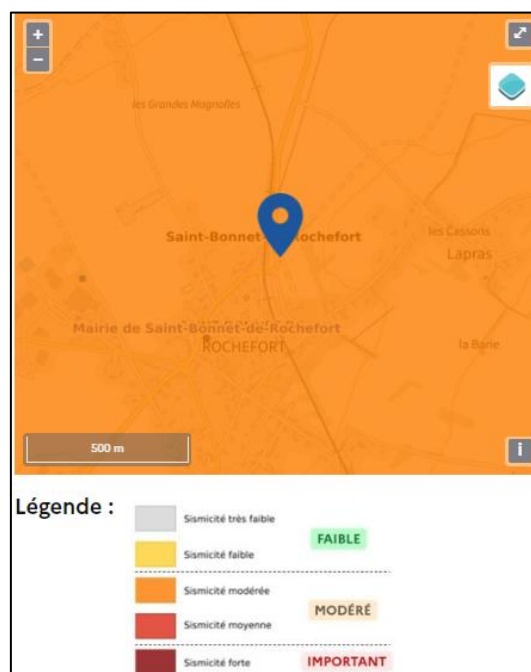 +
−
les Grandes Magnolles
Saint-Bonnet-de-Rochefort
les Cassons
Lapras
Mairie de Saint-Bonnet-de-Rochefort
ROCHEFORT
la Barie
500 m
i
Légende :
Sismicité très faible
FAIBLE
Sismicité faible
Sismicité modérée
MODÉRÉ
Sismicité moyenne
Sismicité forte
IMPORTANT